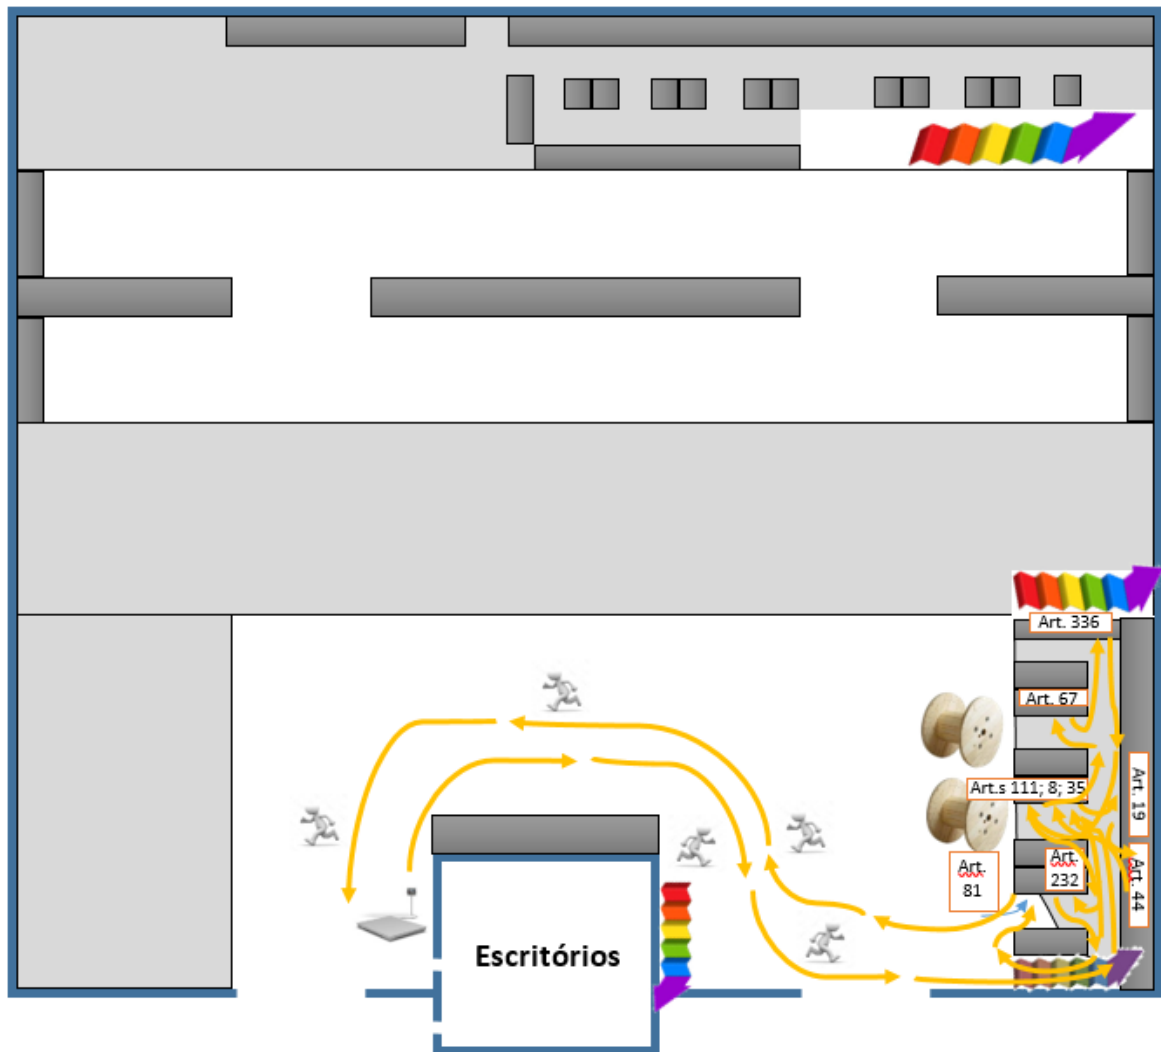 Art. 336
Art. 67
Art.s 111; 8; 35
Art. 19
Art.
81
Art.
232
Art. 44
Escritórios